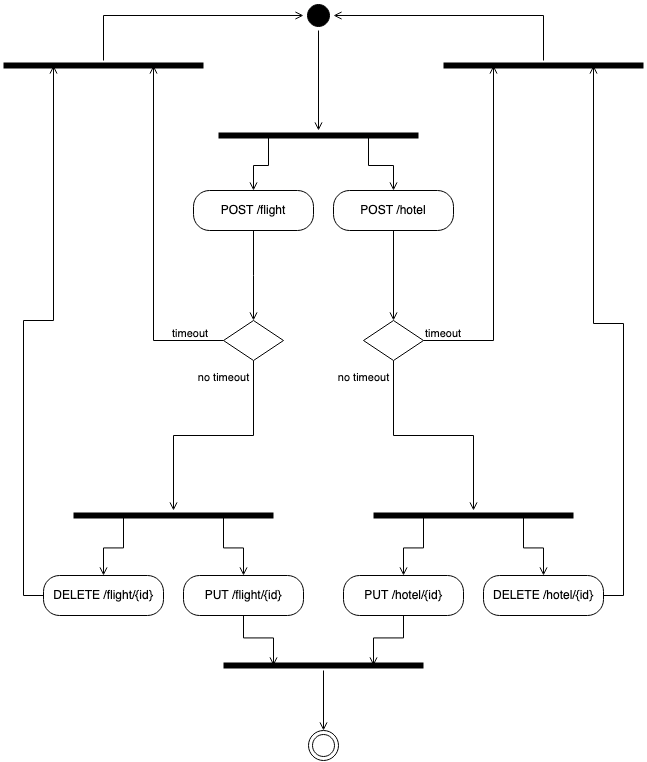 POST /flight
POST /hotel
timeout
timeout
no timeout
no timeout
DELETE /flight/{id}
PUT /flight/{id}
PUT /hotel/{id}
DELETE /hotel/{id}